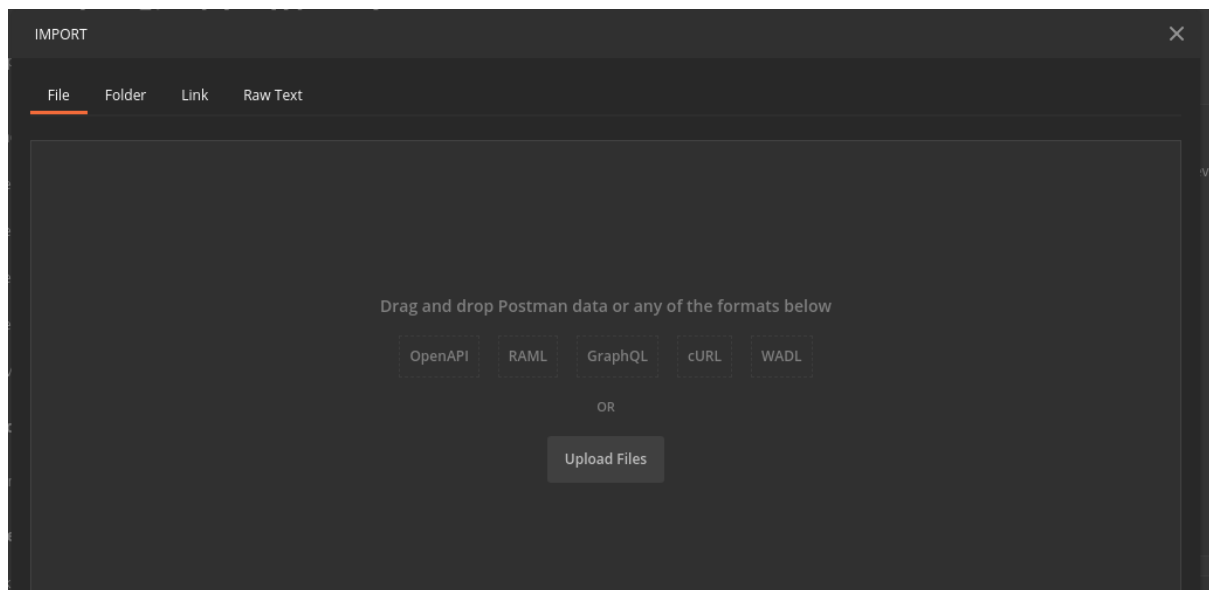 IMPORT
File Folder Link Raw Text
Drag and drop Postman data or any of the formats below
OpenAPI RAML GraphQL cURL WADL
OR
Upload Files